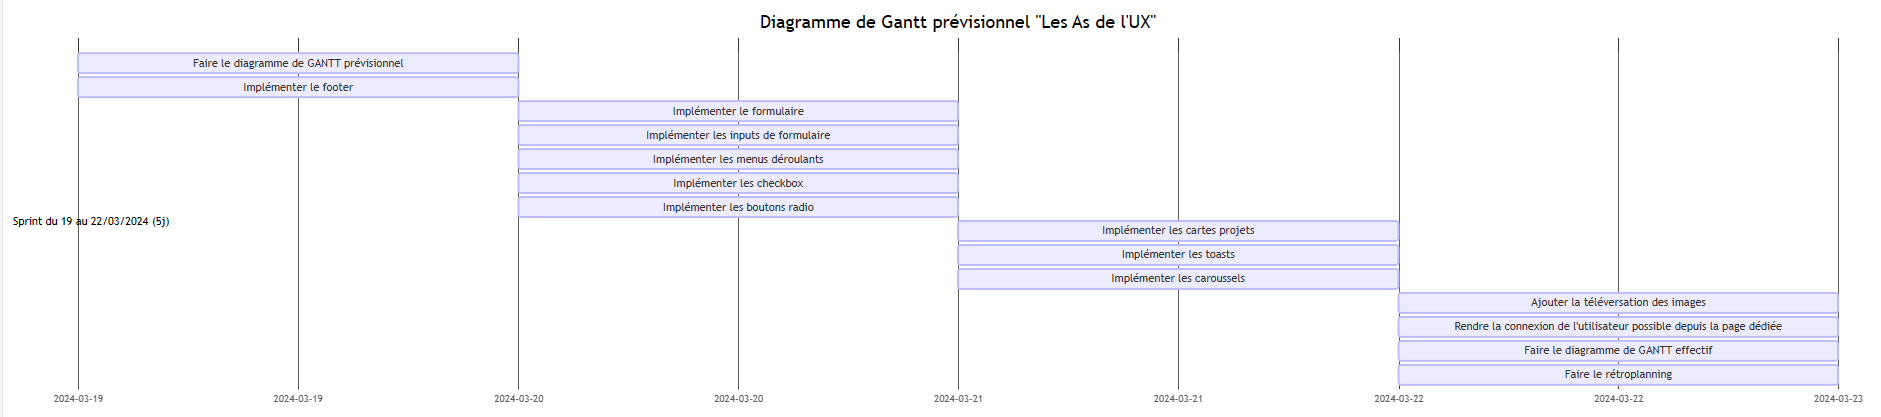 Diagramme de Gantt prévisionnel "Les As de l'UX"
Faire le diagramme de GANTT prévisionnel
Implémenter le footer
Implémenter le formulaire
Implémenter les inputs de formulaire
Implémenter les menus déroulants
Implémenter les checkbox
Implémenter les boutons radio
Sprint du 19 au 22/03/2024 (5j)
Implémenter les cartes projets
Implémenter les toasts
Implémenter les caroussels
Ajouter la téléversation des images
Rendre la connexion de l'utilisateur possible depuis la page dédiée
Faire le diagramme de GANTT effectif
Faire le rétroplanning
2024-03-19 2024-03-19 2024-03-20 2024-03-20 2024-03-21 2024-03-21 2024-03-22 2024-03-22 2024-03-23